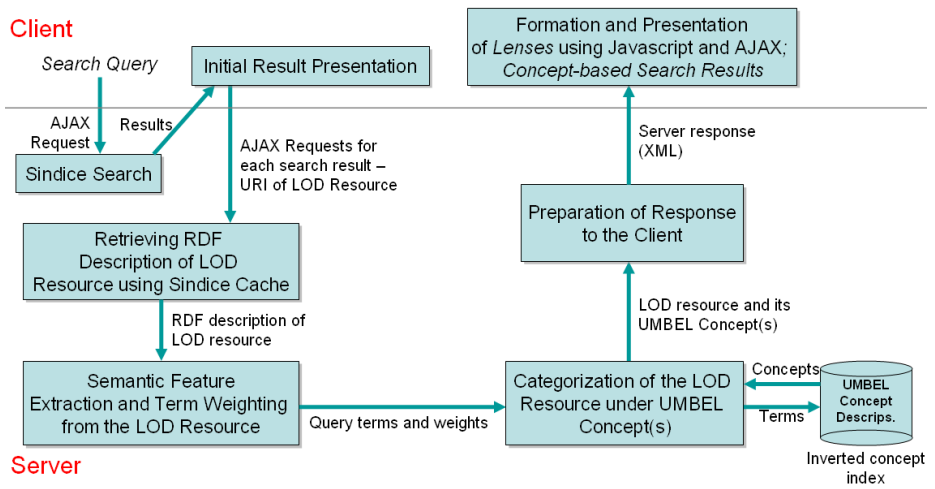 Client
Search Query
Initial Result Presentation
Formation and Presentation
of Lenses using Javascript and AJAX;
Concept-based Search Results
AJAX
Request
Results
Sindice Search
AJAX Requests for
each search result –
URI of LOD Resource
Server response
(XML)
Retrieving RDF
Description of LOD
Resource using Sindice Cache
Preparation of Response
to the Client
RDF description of
LOD resource
LOD resource and its
UMBEL Concept(s)
Semantic Feature
Extraction and Term Weighting
from the LOD Resource
Query terms and weights
Categorization of the LOD
Resource under UMBEL
Concept(s)
Concepts
Terms
UMBEL
Concept
Descrips.
Inverted concept
index
Server